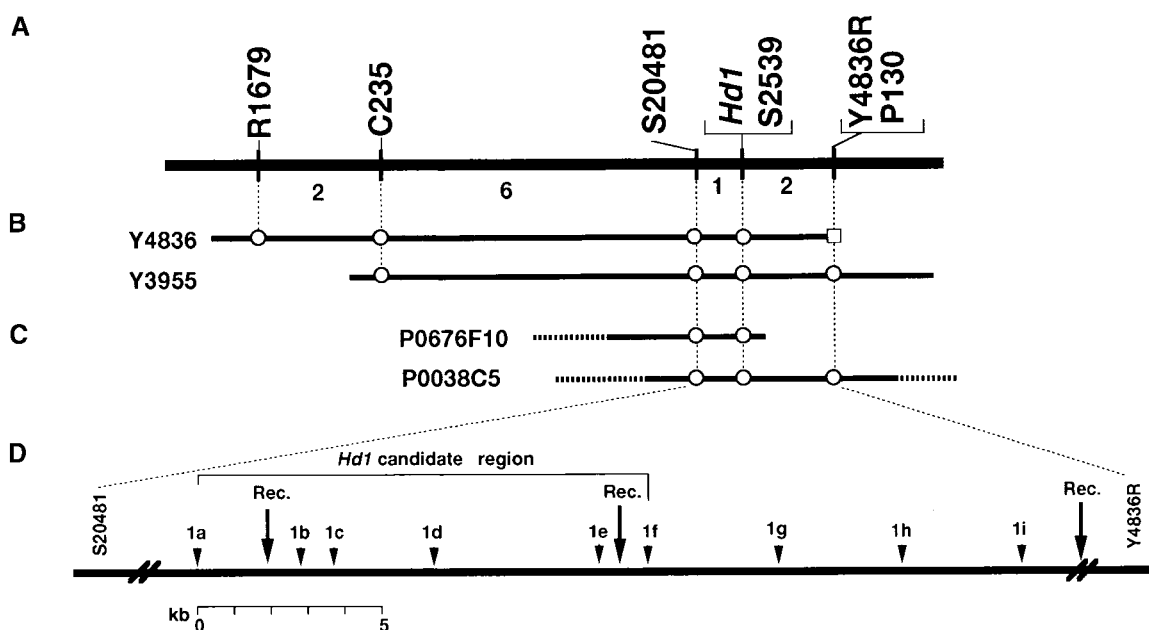 A
R1679
C235
S20481
Hd1
S2539
Y4836R
P130
2
6
1
2
B
Y4836
Y3955
C
P0676F10
P0038C5
D
Hd1 candidate region
S20481
1a
Rec.
1b
1c
1d
1e
Rec.
1f
1g
1h
1i
Rec.
Y4836R
kb
0
5